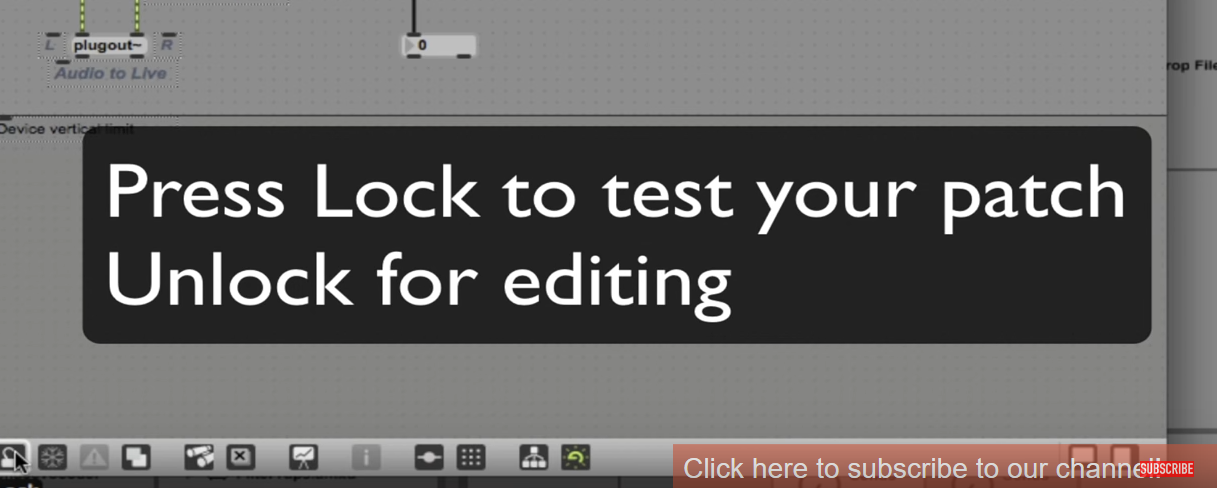 L plugout~ R
0
Audio to Live
rop File
Device vertical limit
Press Lock to test your patch
Unlock for editing
Click here to subscribe to our channel!
SUBSCRIBE